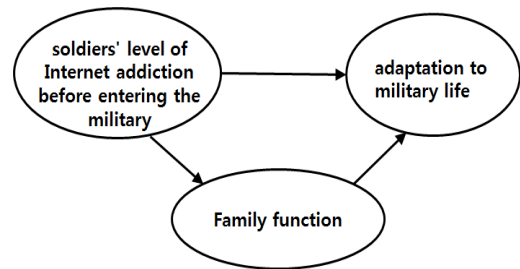 soldiers' level of
Internet addiction
before entering the
military
adaptation to
military life
Family function